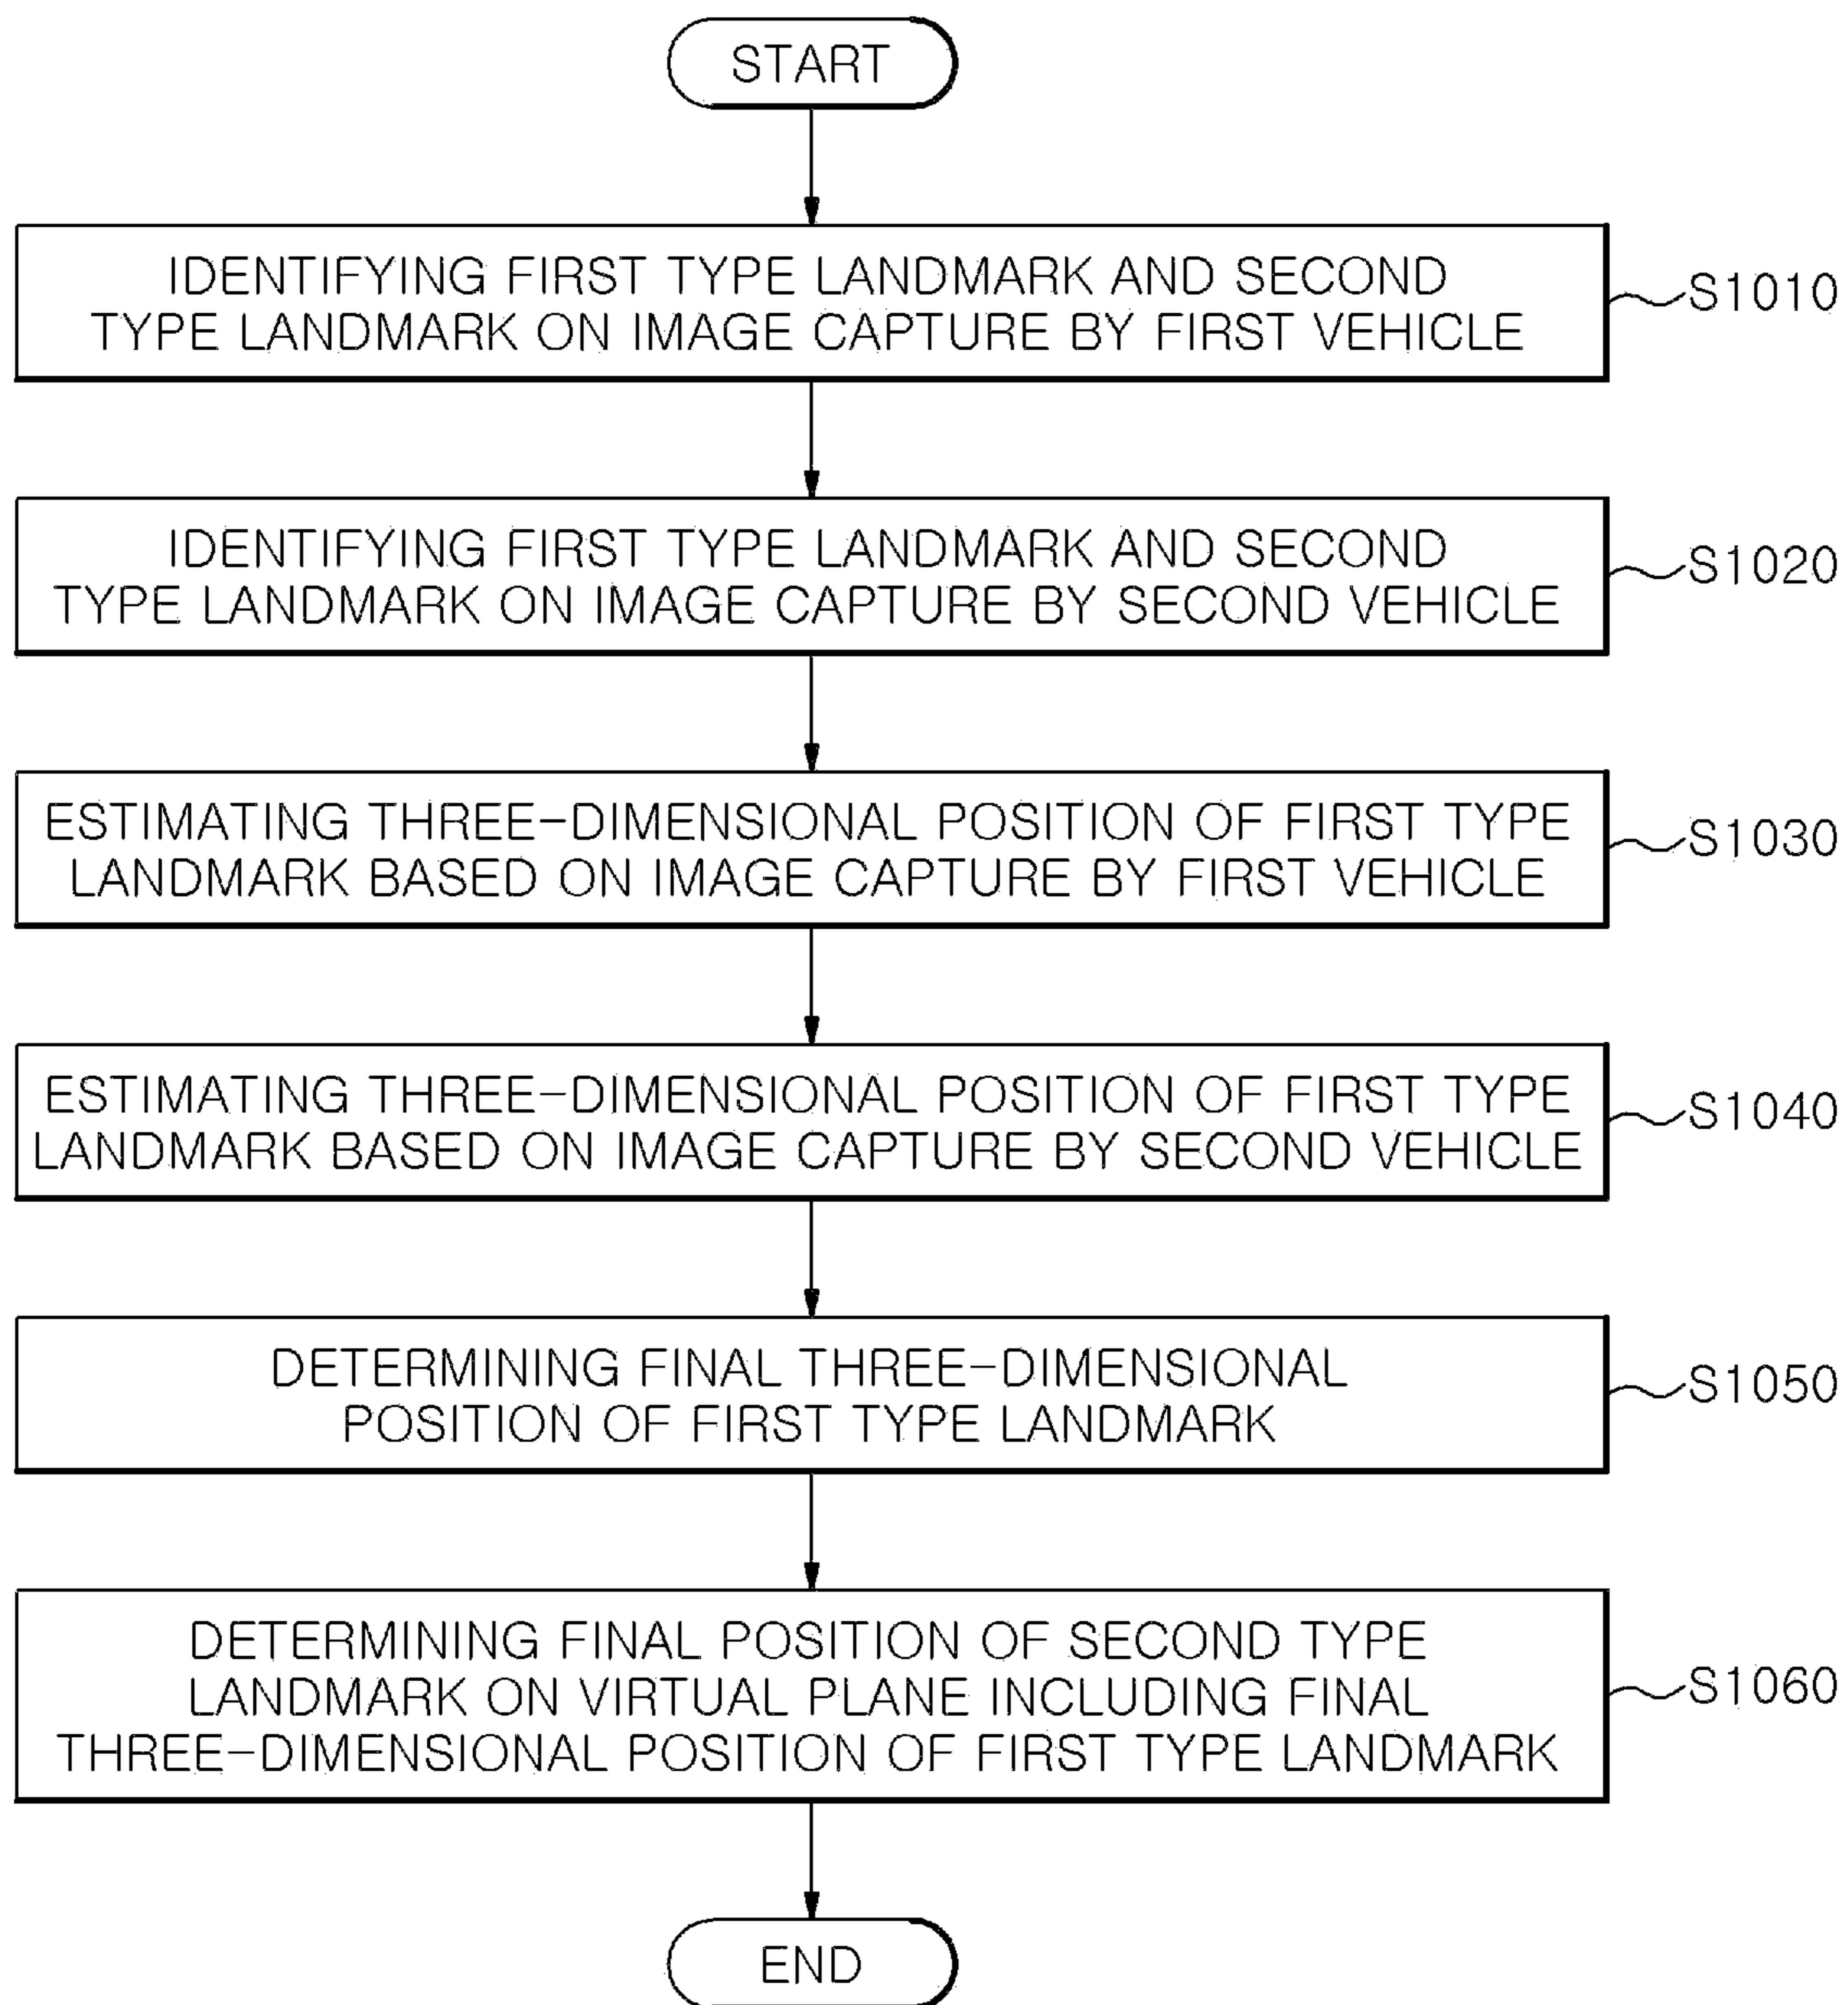 START
IDENTIFYING FIRST TYPE LANDMARK AND SECOND
TYPE LANDMARK ON IMAGE CAPTURE BY FIRST VEHICLE
S1010
IDENTIFYING FIRST TYPE LANDMARK AND SECOND
TYPE LANDMARK ON IMAGE CAPTURE BY SECOND VEHICLE
S1020
ESTIMATING THREE-DIMENSIONAL POSITION OF FIRST TYPE
LANDMARK BASED ON IMAGE CAPTURE BY FIRST VEHICLE
S1030
ESTIMATING THREE-DIMENSIONAL POSITION OF FIRST TYPE
LANDMARK BASED ON IMAGE CAPTURE BY SECOND VEHICLE
S1040
DETERMINING FINAL THREE-DIMENSIONAL
POSITION OF FIRST TYPE LANDMARK
S1050
DETERMINING FINAL POSITION OF SECOND TYPE
LANDMARK ON VIRTUAL PLANE INCLUDING FINAL
THREE-DIMENSIONAL POSITION OF FIRST TYPE LANDMARK
S1060
END